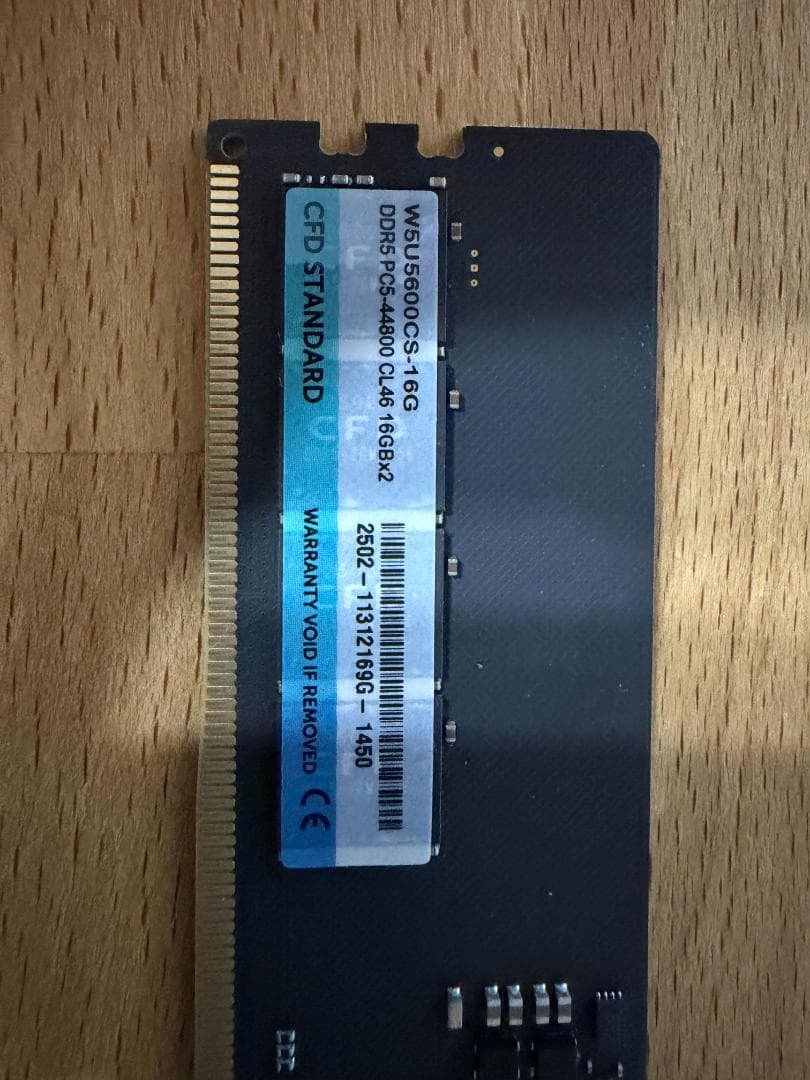 W5U5600CS-16G
DDR5 PC5-44800 CL46 16GBx2
2502-11312169G-1450
CFD STANDARD
WARRANTY VOID IF REMOVED CE